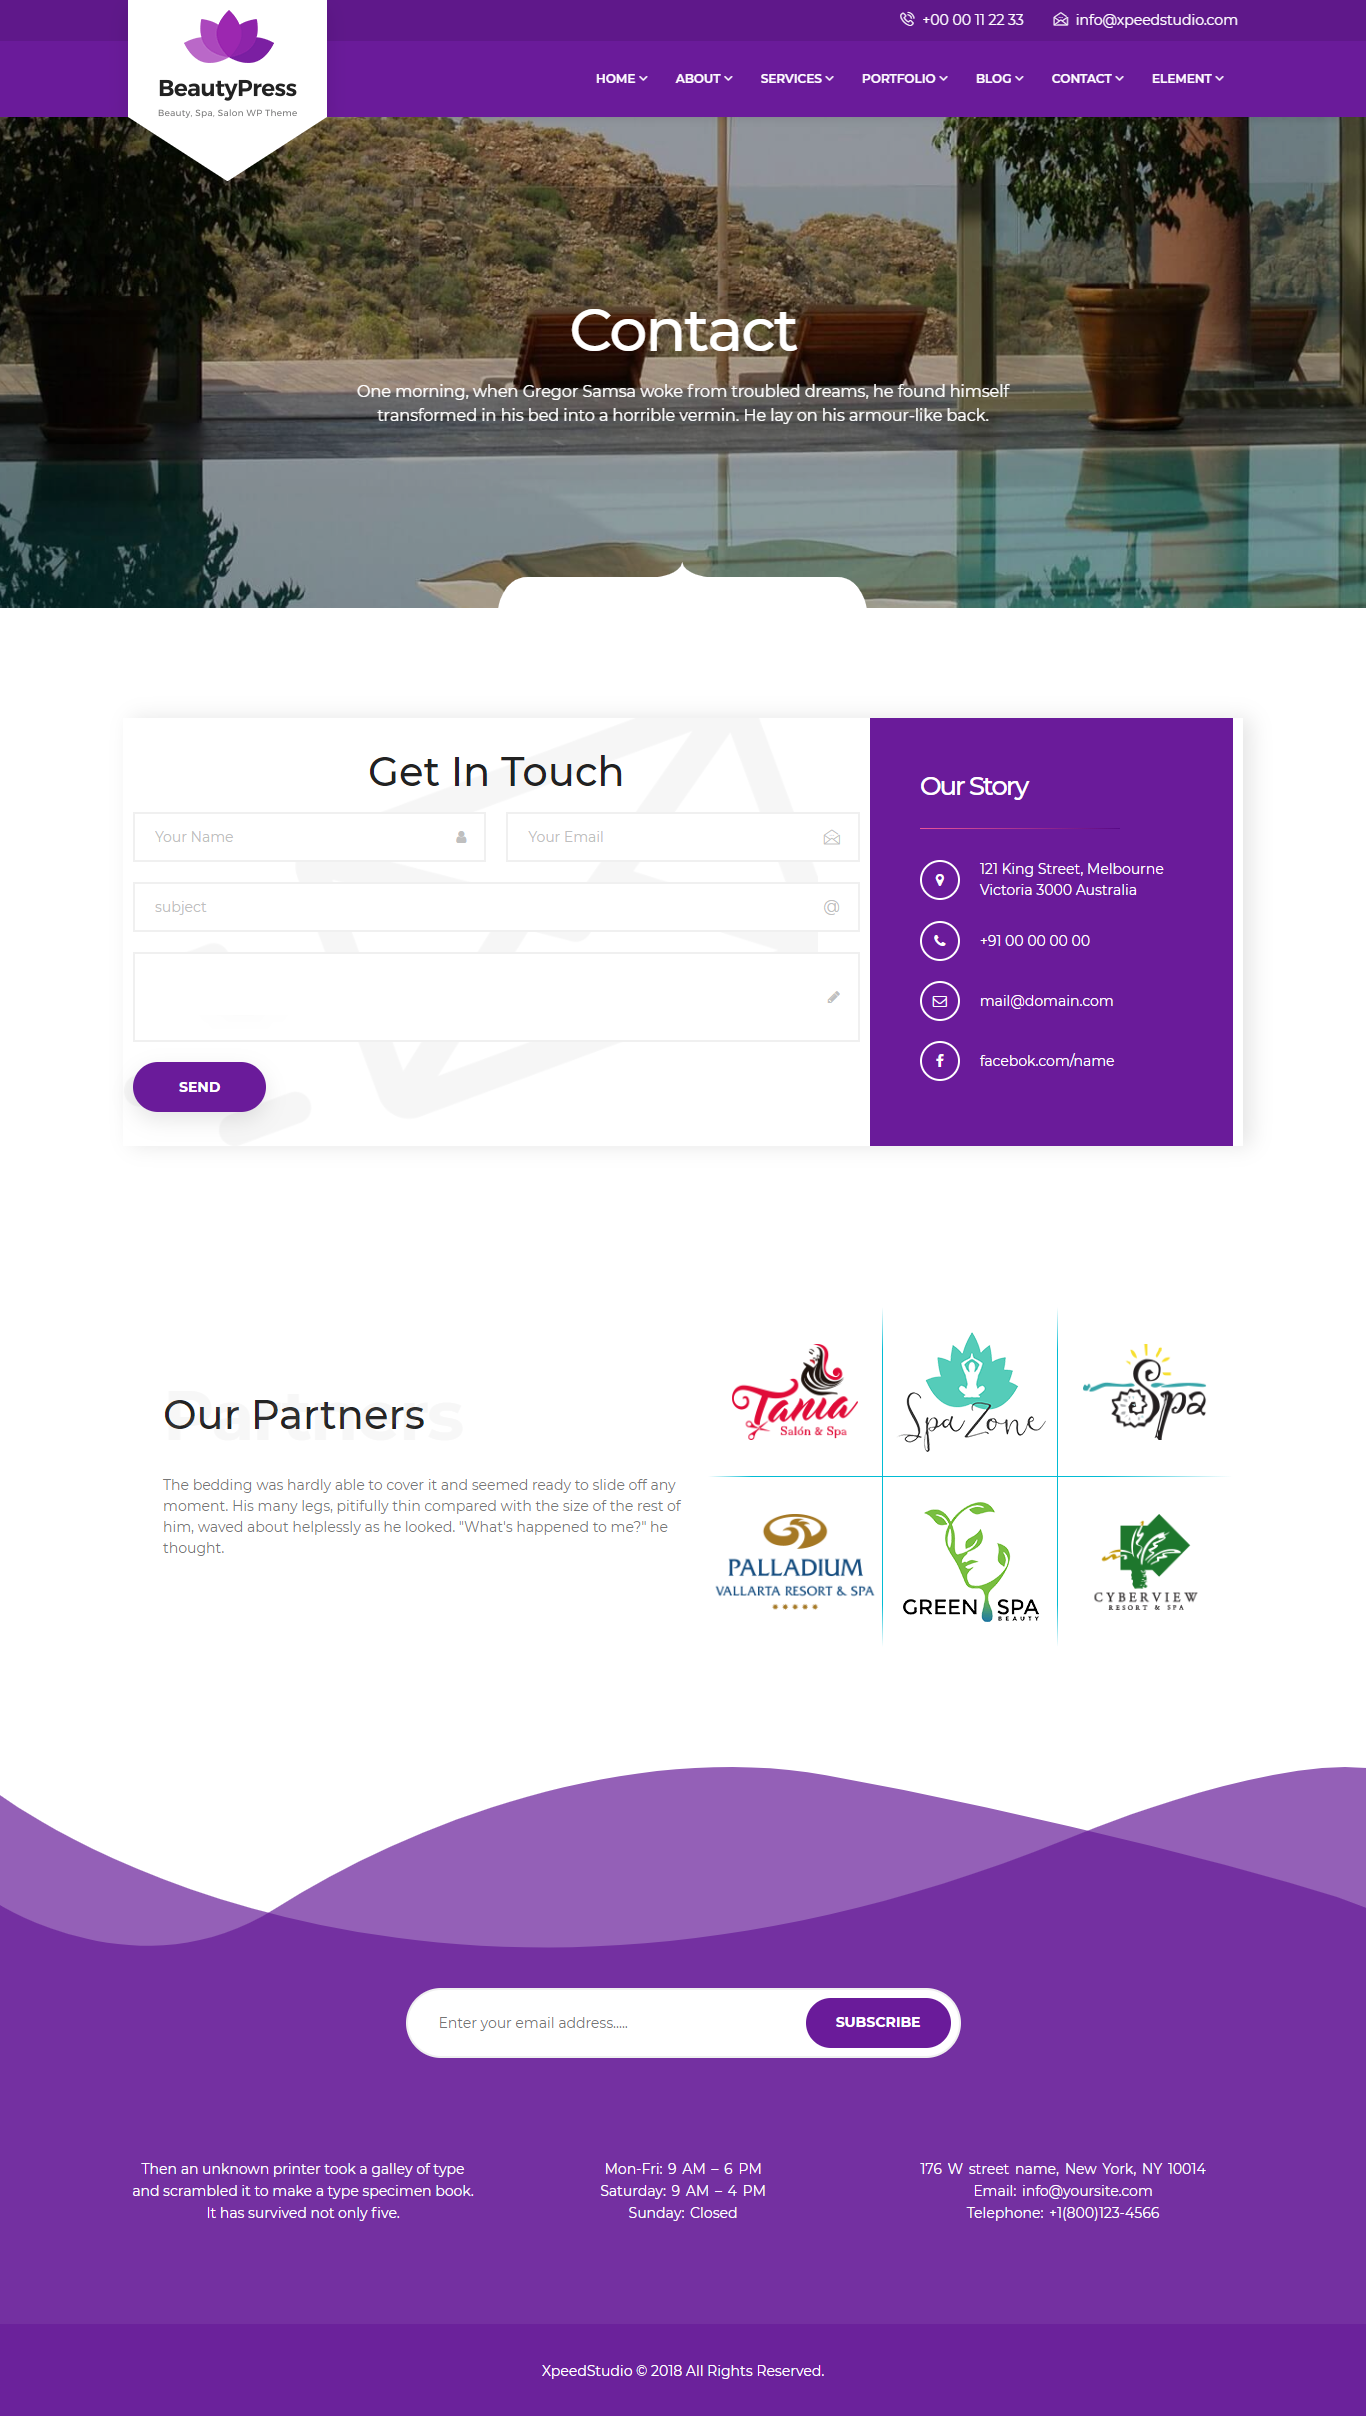 +00 00 11 22 33
info@xpeedstudio.com
BeautyPress
Beauty, Spa, Salon WP Theme
HOME
ABOUT
SERVICES
PORTFOLIO
BLOG
CONTACT
ELEMENT
Contact
One morning, when Gregor Samsa woke from troubled dreams, he found himself
transformed in his bed into a horrible vermin. He lay on his armour-like back.
Get In Touch
Your Name
Your Email
subject
@
SEND
Our Story
121 King Street, Melbourne
Victoria 3000 Australia
+91 00 00 00 00
mail@domain.com
facebok.com/name
Partners
Our Partners
The bedding was hardly able to cover it and seemed ready to slide off any
moment. His many legs, pitifully thin compared with the size of the rest of
him, waved about helplessly as he looked. "What's happened to me?" he
thought.
Tania
Salón & Spa
Spa Zone
Spa
PALLADIUM
VALLARTA RESORT & SPA
GREEN SPA
BEAUTY
CYBERVIEW
RESORT & SPA
Enter your email address.....
SUBSCRIBE
Then an unknown printer took a galley of type
and scrambled it to make a type specimen book.
It has survived not only five.
Mon-Fri: 9 AM – 6 PM
Saturday: 9 AM – 4 PM
Sunday: Closed
176 W street name, New York, NY 10014
Email: info@yoursite.com
Telephone: +1(800)123-4566
XpeedStudio © 2018 All Rights Reserved.